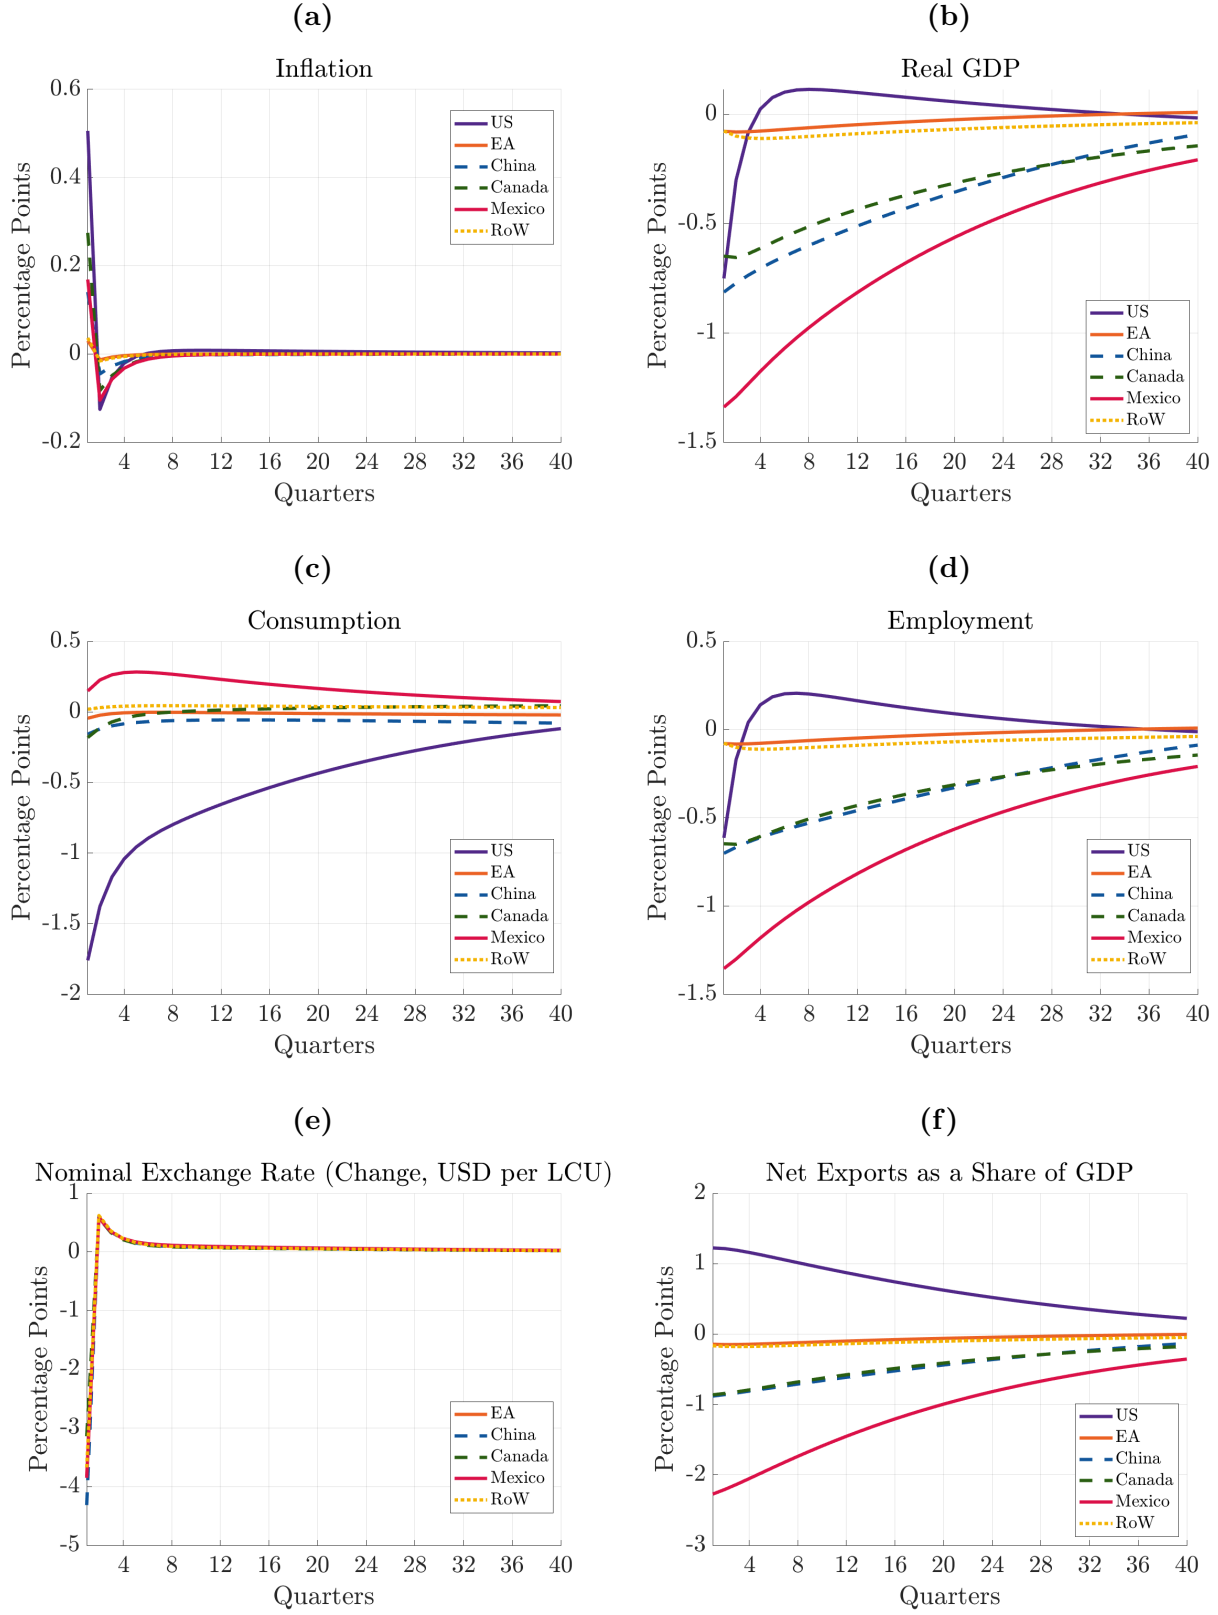 (a)
Inflation
Percentage Points
0.6
0.4
0.2
0
-0.2
US
EA
China
Canada
Mexico
RoW
4 8 12 16 20 24 28 32 36 40
Quarters
(b)
Real GDP
Percentage Points
0
-0.5
-1
-1.5
US
EA
China
Canada
Mexico
RoW
4 8 12 16 20 24 28 32 36 40
Quarters
(c)
Consumption
Percentage Points
0.5
0
-0.5
-1
-1.5
-2
US
EA
China
Canada
Mexico
RoW
4 8 12 16 20 24 28 32 36 40
Quarters
(d)
Employment
Percentage Points
0.5
0
-0.5
-1
-1.5
US
EA
China
Canada
Mexico
RoW
4 8 12 16 20 24 28 32 36 40
Quarters
(e)
Nominal Exchange Rate (Change, USD per LCU)
Percentage Points
1
0
-1
-2
-3
-4
-5
EA
China
Canada
Mexico
RoW
4 8 12 16 20 24 28 32 36 40
Quarters
(f)
Net Exports as a Share of GDP
Percentage Points
2
1
0
-1
-2
-3
US
EA
China
Canada
Mexico
RoW
4 8 12 16 20 24 28 32 36 40
Quarters